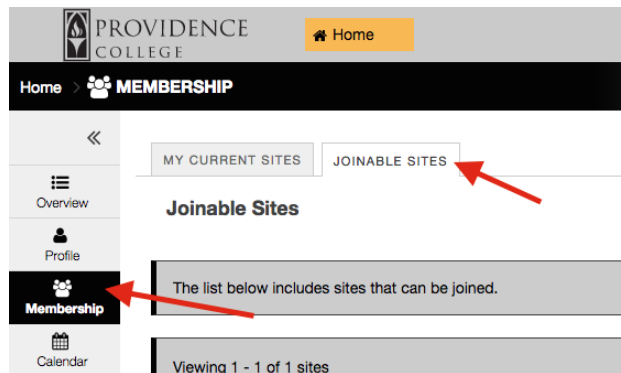 PROVIDENCE
COLLEGE
Home
Home > MEMBERSHIP
MY CURRENT SITES
JOINABLE SITES
Overview
Joinable Sites
Profile
The list below includes sites that can be joined.
Membership
Calendar
Viewing 1 - 1 of 1 sites